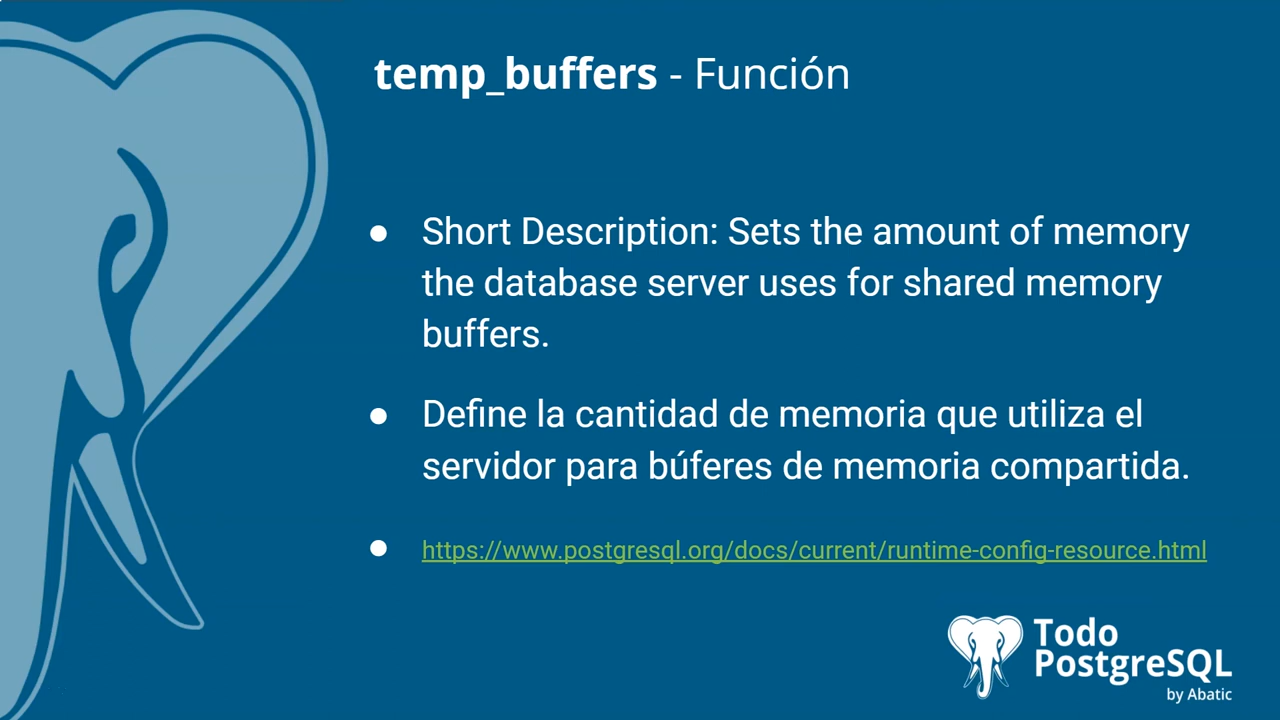 temp_buffers - Función
● Short Description: Sets the amount of memory
the database server uses for shared memory
buffers.
● Define la cantidad de memoria que utiliza el
servidor para búferes de memoria compartida.
● https://www.postgresql.org/docs/current/runtime-config-resource.html
Todo
PostgreSQL
by Abatic